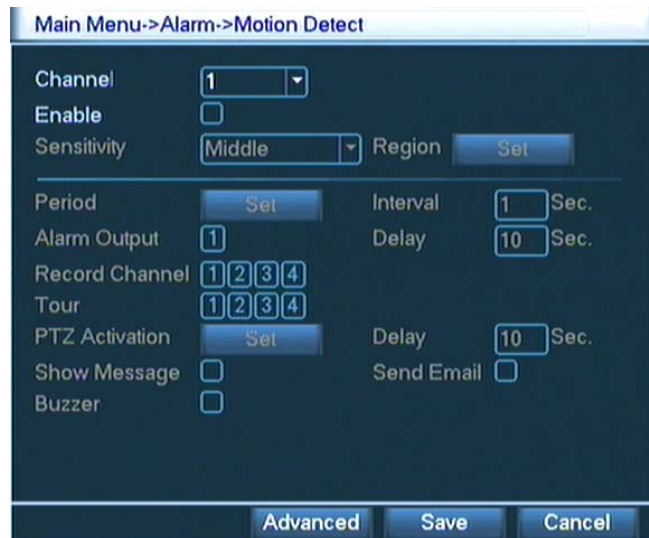 Main Menu->Alarm->Motion Detect
Channel 1
Enable
Sensitivity Middle Region Set
Period Set Interval 1 Sec.
Alarm Output 1 Delay 10 Sec.
Record Channel 1 2 3 4
Tour 1 2 3 4
PTZ Activation Set Delay 10 Sec.
Show Message Send Email
Buzzer
Advanced Save Cancel